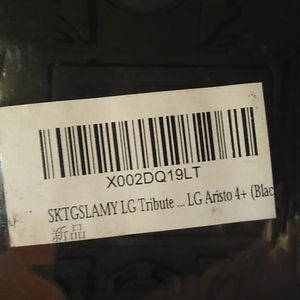 X002DQ19LT
SKTGSLAMY LG Tribute ... LG Aristo 4+ (Blac
新品